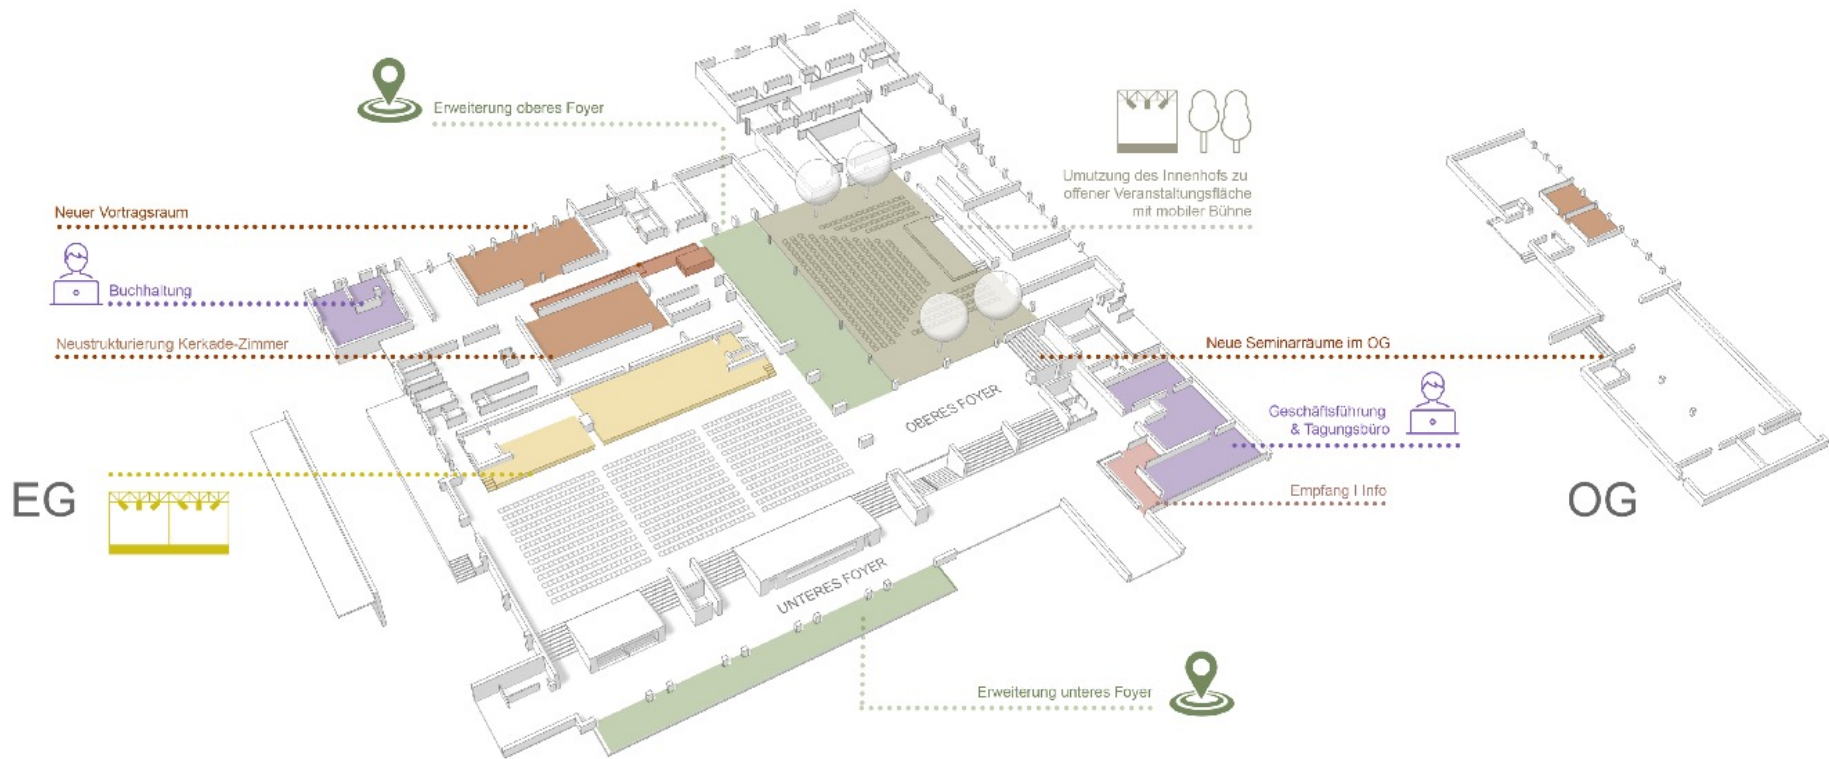 Erweiterung oberes Foyer
Umutzung des Innenhofs zu
offener Veranstaltungsfläche
mit mobiler Bühne
Neuer Vortragsraum
Buchhaltung
Neustrukturierung Kerkade-Zimmer
Neue Seminarräume im OG
OBERES FOYER
Geschäftsführung
& Tagungsbüro
EG
Empfang I Info
OG
UNTERES FOYER
Erweiterung unteres Foyer